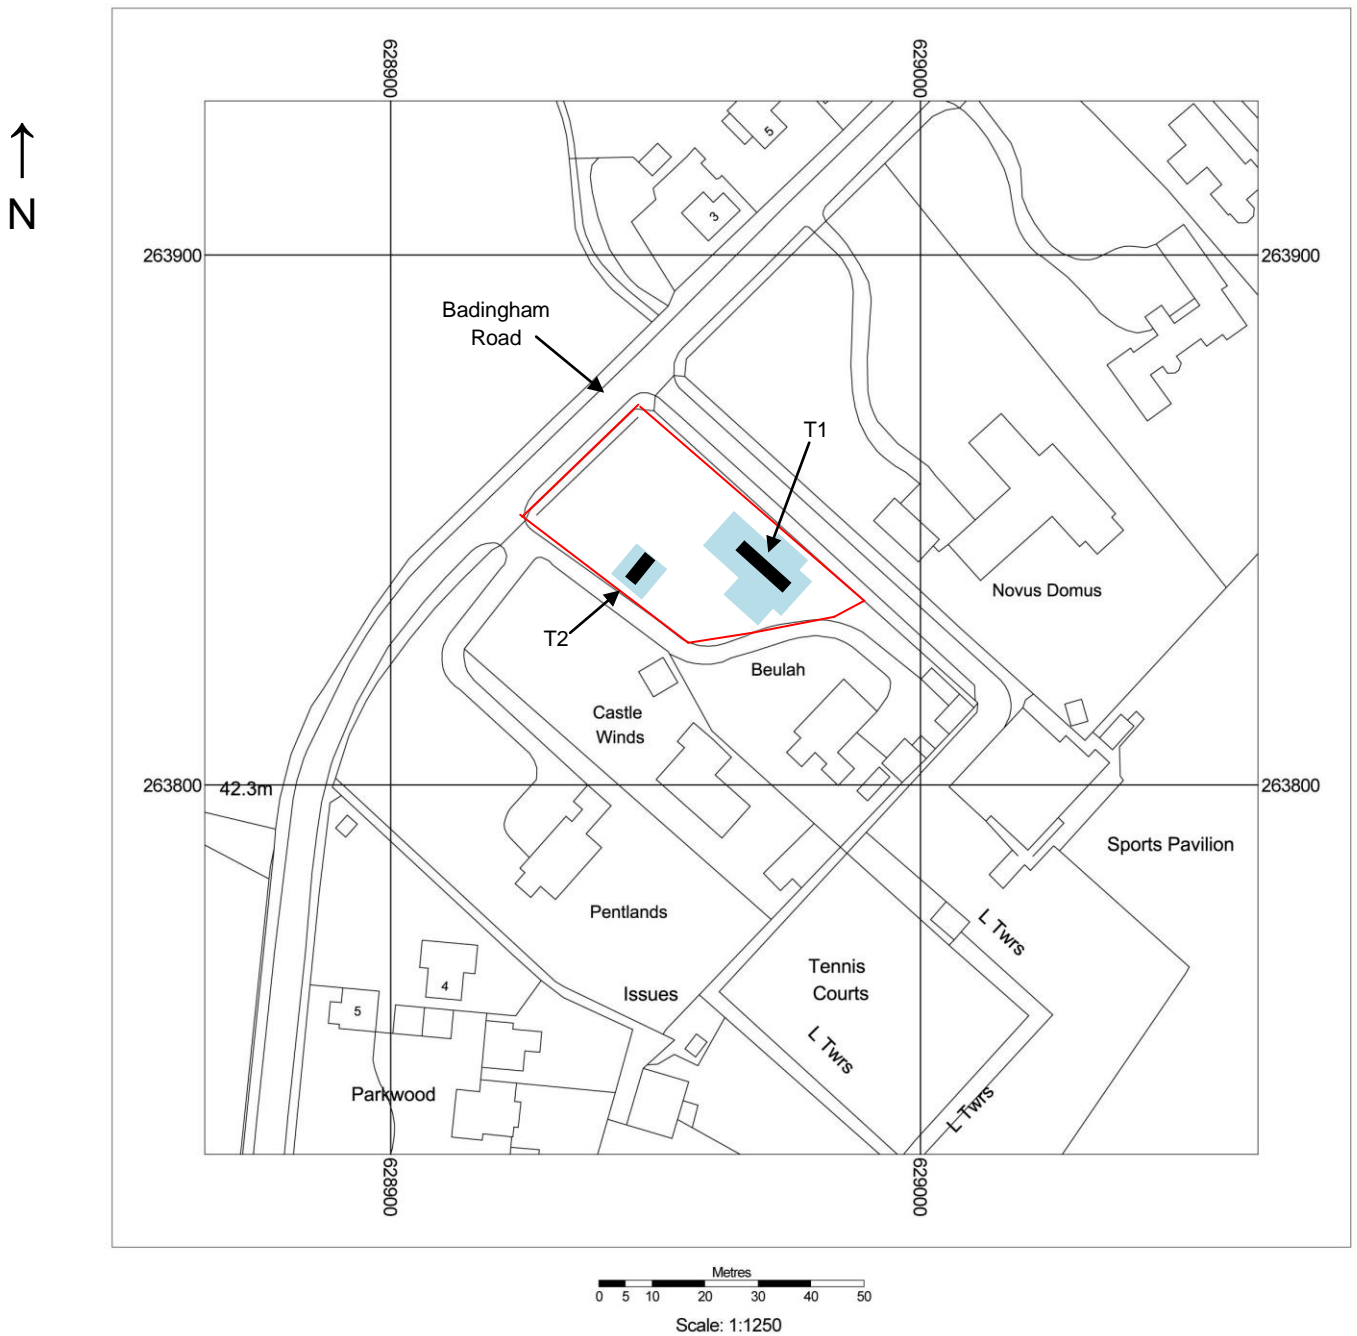 628900
629000
N
5
3
263900
263900
Badingham
Road
T1
T2
Novus Domus
Beulah
Castle
Winds
263800
42.3m
263800
Sports Pavilion
Pentlands
L Twrs
Tennis
Courts
Issues
4
5
L Twrs
Parkwood
L Twrs
628900
629000
Metres
0 5 10 20 30 40 50
Scale: 1:1250